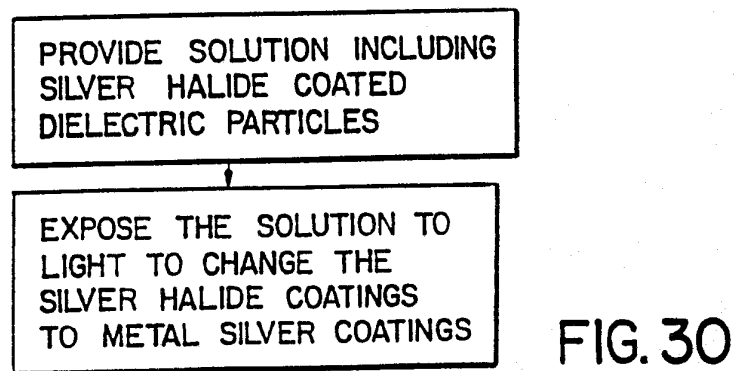 PROVIDE SOLUTION INCLUDING
SILVER HALIDE COATED
DIELECTRIC PARTICLES
EXPOSE THE SOLUTION TO
LIGHT TO CHANGE THE
SILVER HALIDE COATINGS
TO METAL SILVER COATINGS
FIG. 30